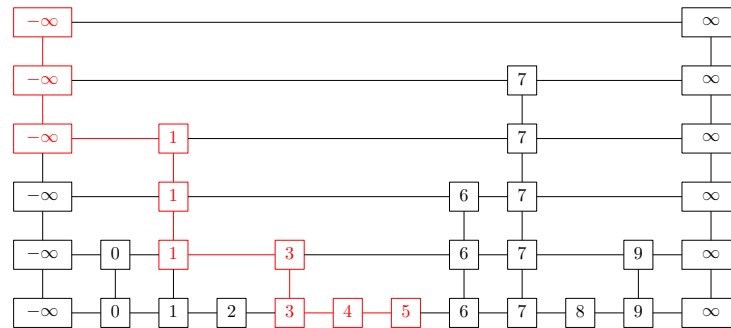 −∞ ∞
−∞ 7 ∞
−∞ 1 7 ∞
−∞ 1 6 7 ∞
−∞ 0 1 3 6 7 9 ∞
−∞ 0 1 2 3 4 5 6 7 8 9 ∞